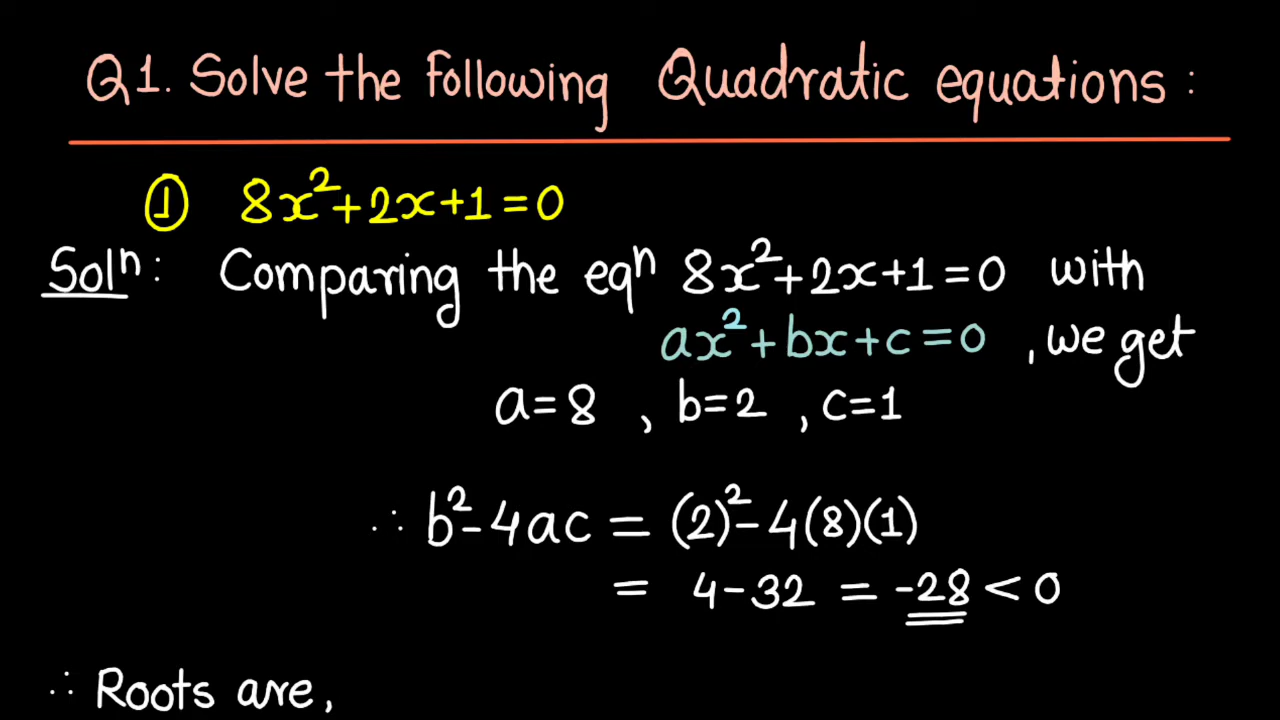 Q1. Solve the following Quadratic equations :
① 8x²+2x+1=0
Solⁿ : Comparing the eqⁿ 8x²+2x+1=0 with
ax²+bx+c=0 , we get
a=8 , b=2 , c=1
∴ b²-4ac = (2)²-4(8)(1)
= 4-32 = -28 < 0
∴ Roots are,